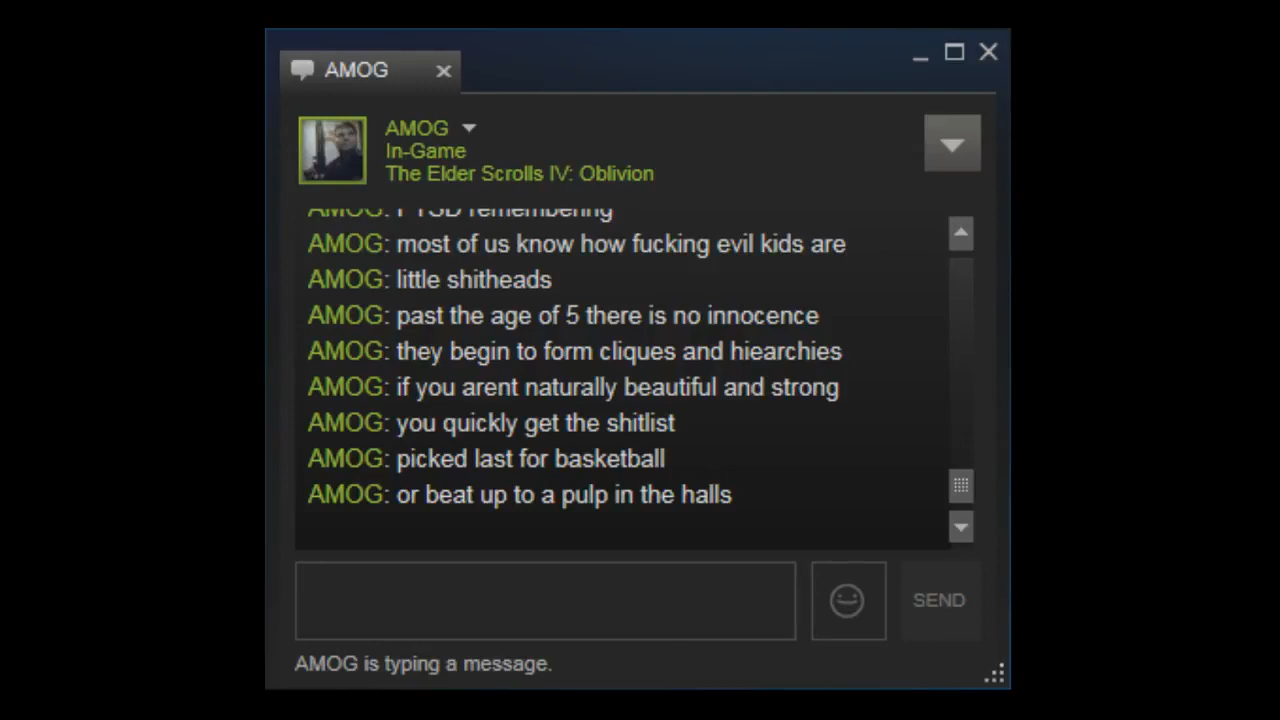 AMOG
AMOG
In-Game
The Elder Scrolls IV: Oblivion
AMOG: PTSD remembering
AMOG: most of us know how fucking evil kids are
AMOG: little shitheads
AMOG: past the age of 5 there is no innocence
AMOG: they begin to form cliques and hiearchies
AMOG: if you arent naturally beautiful and strong
AMOG: you quickly get the shitlist
AMOG: picked last for basketball
AMOG: or beat up to a pulp in the halls
SEND
AMOG is typing a message.